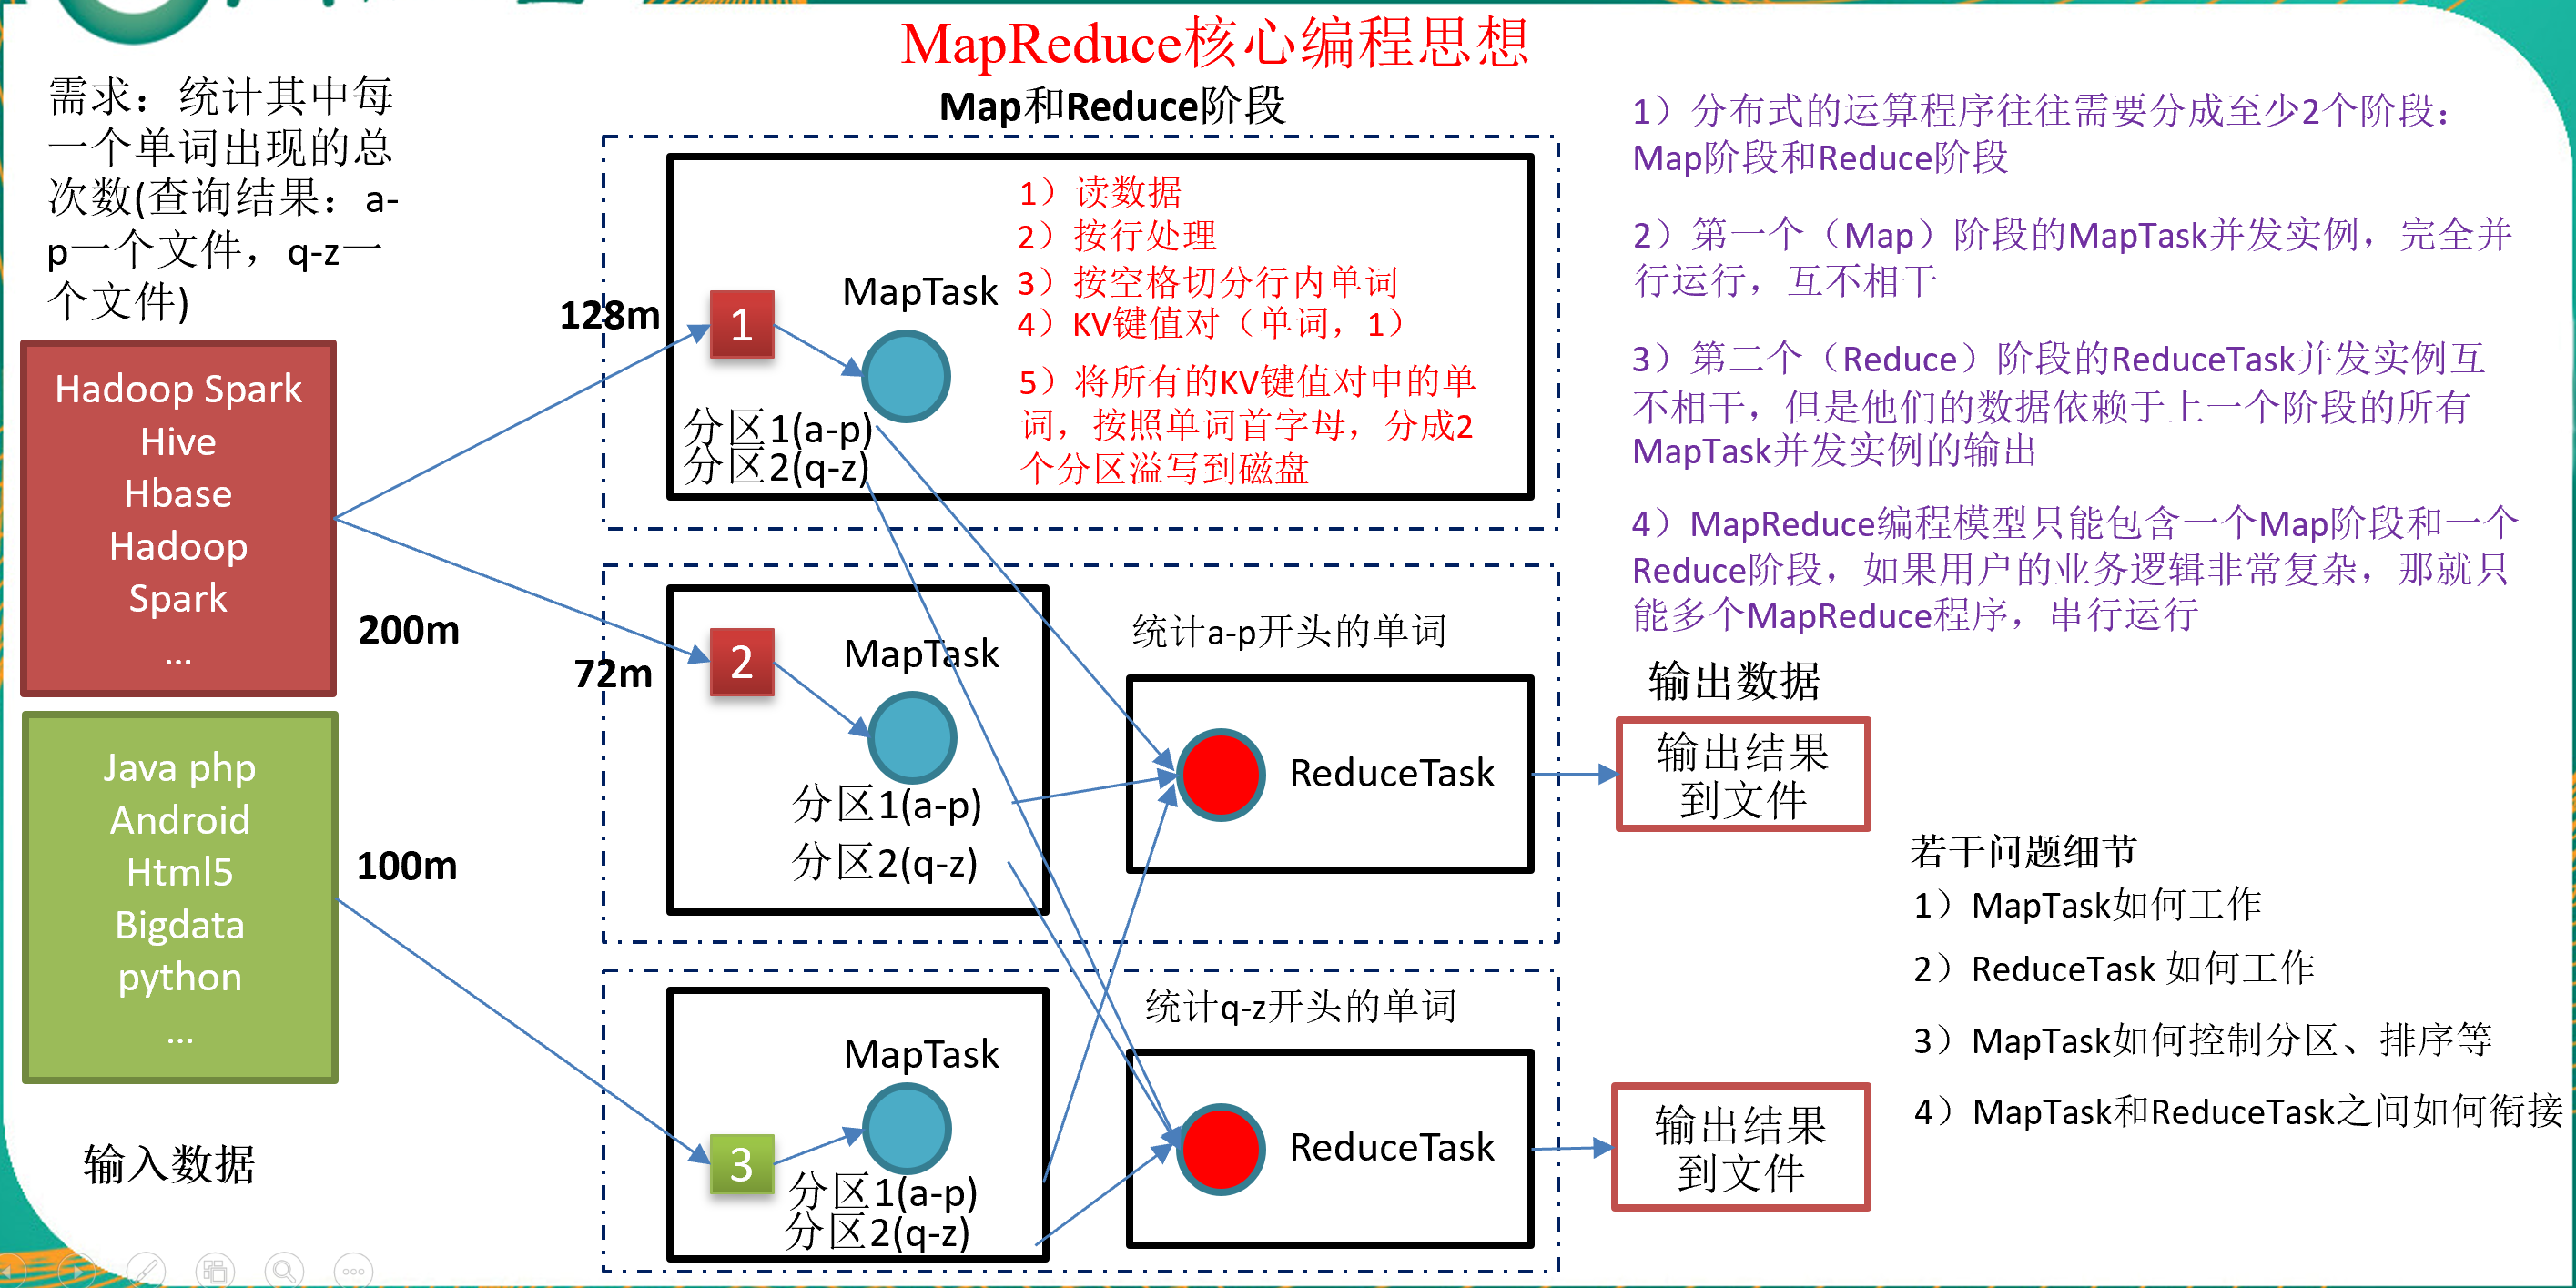 MapReduce核心编程思想
Map和Reduce阶段
需求：统计其中每
一个单词出现的总
次数(查询结果：a-
p一个文件，q-z一
个文件)
Hadoop Spark
Hive
Hbase
Hadoop
Spark
...
200m
Java php
Android
Html5
Bigdata
python
...
100m
输入数据
128m
1
MapTask
分区1(a-p)
分区2(q-z)
1）读数据
2）按行处理
3）按空格切分行内单词
4）KV键值对（单词，1）
5）将所有的KV键值对中的单
词，按照单词首字母，分成2
个分区溢写到磁盘
72m
2
MapTask
分区1(a-p)
分区2(q-z)
统计a-p开头的单词
ReduceTask
3
MapTask
分区1(a-p)
分区2(q-z)
统计q-z开头的单词
ReduceTask
1）分布式的运算程序往往需要分成至少2个阶段：
Map阶段和Reduce阶段
2）第一个（Map）阶段的MapTask并发实例，完全并
行运行，互不相干
3）第二个（Reduce）阶段的ReduceTask并发实例互
不相干，但是他们的数据依赖于上一个阶段的所有
MapTask并发实例的输出
4）MapReduce编程模型只能包含一个Map阶段和一个
Reduce阶段，如果用户的业务逻辑非常复杂，那就只
能多个MapReduce程序，串行运行
输出数据
输出结果
到文件
输出结果
到文件
若干问题细节
1）MapTask如何工作
2）ReduceTask 如何工作
3）MapTask如何控制分区、排序等
4）MapTask和ReduceTask之间如何衔接